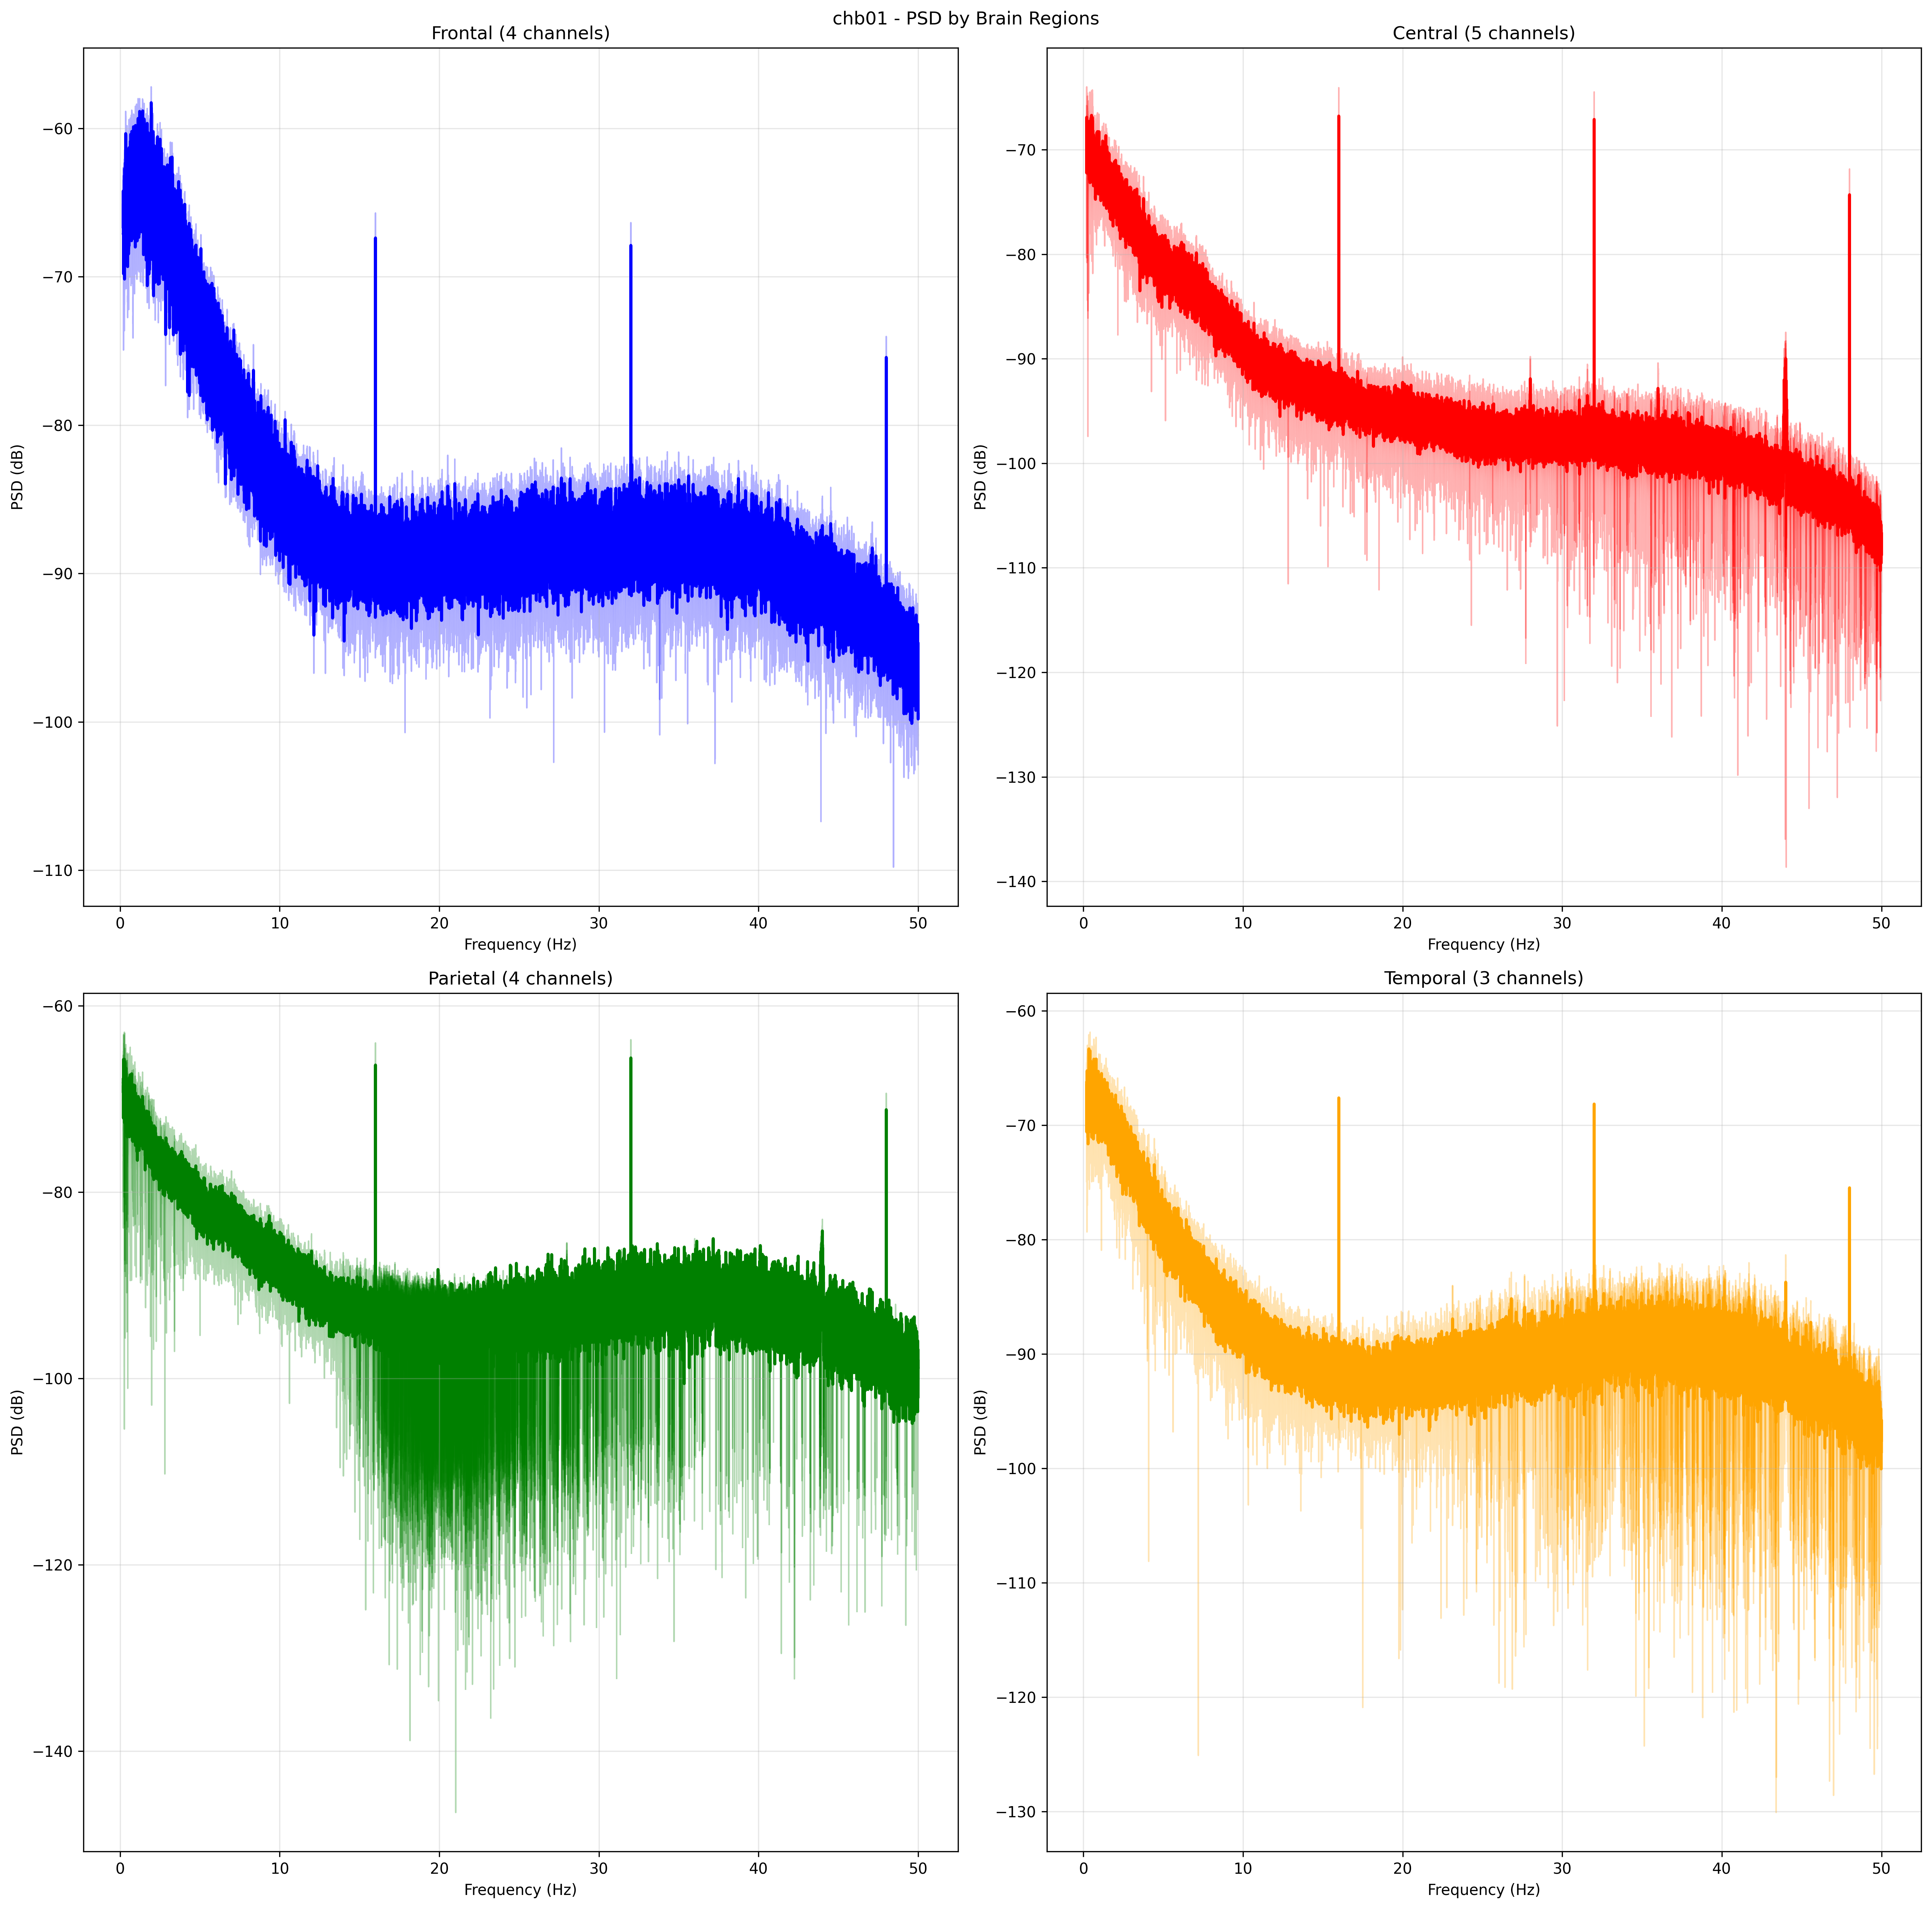 chb01 - PSD by Brain Regions
Frontal (4 channels)
PSD (dB)
−60
−70
−80
−90
−100
−110
0 10 20 30 40 50
Frequency (Hz)
Central (5 channels)
PSD (dB)
−70
−80
−90
−100
−110
−120
−130
−140
0 10 20 30 40 50
Frequency (Hz)
Parietal (4 channels)
PSD (dB)
−60
−80
−100
−120
−140
0 10 20 30 40 50
Frequency (Hz)
Temporal (3 channels)
PSD (dB)
−60
−70
−80
−90
−100
−110
−120
−130
0 10 20 30 40 50
Frequency (Hz)